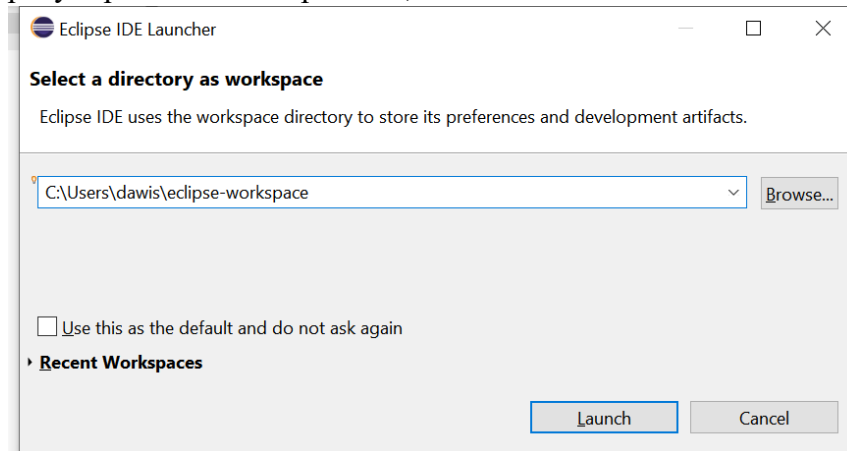 Eclipse IDE Launcher
Select a directory as workspace
Eclipse IDE uses the workspace directory to store its preferences and development artifacts.
C:\Users\dawis\eclipse-workspace
Browse...
Use this as the default and do not ask again
Recent Workspaces
Launch Cancel